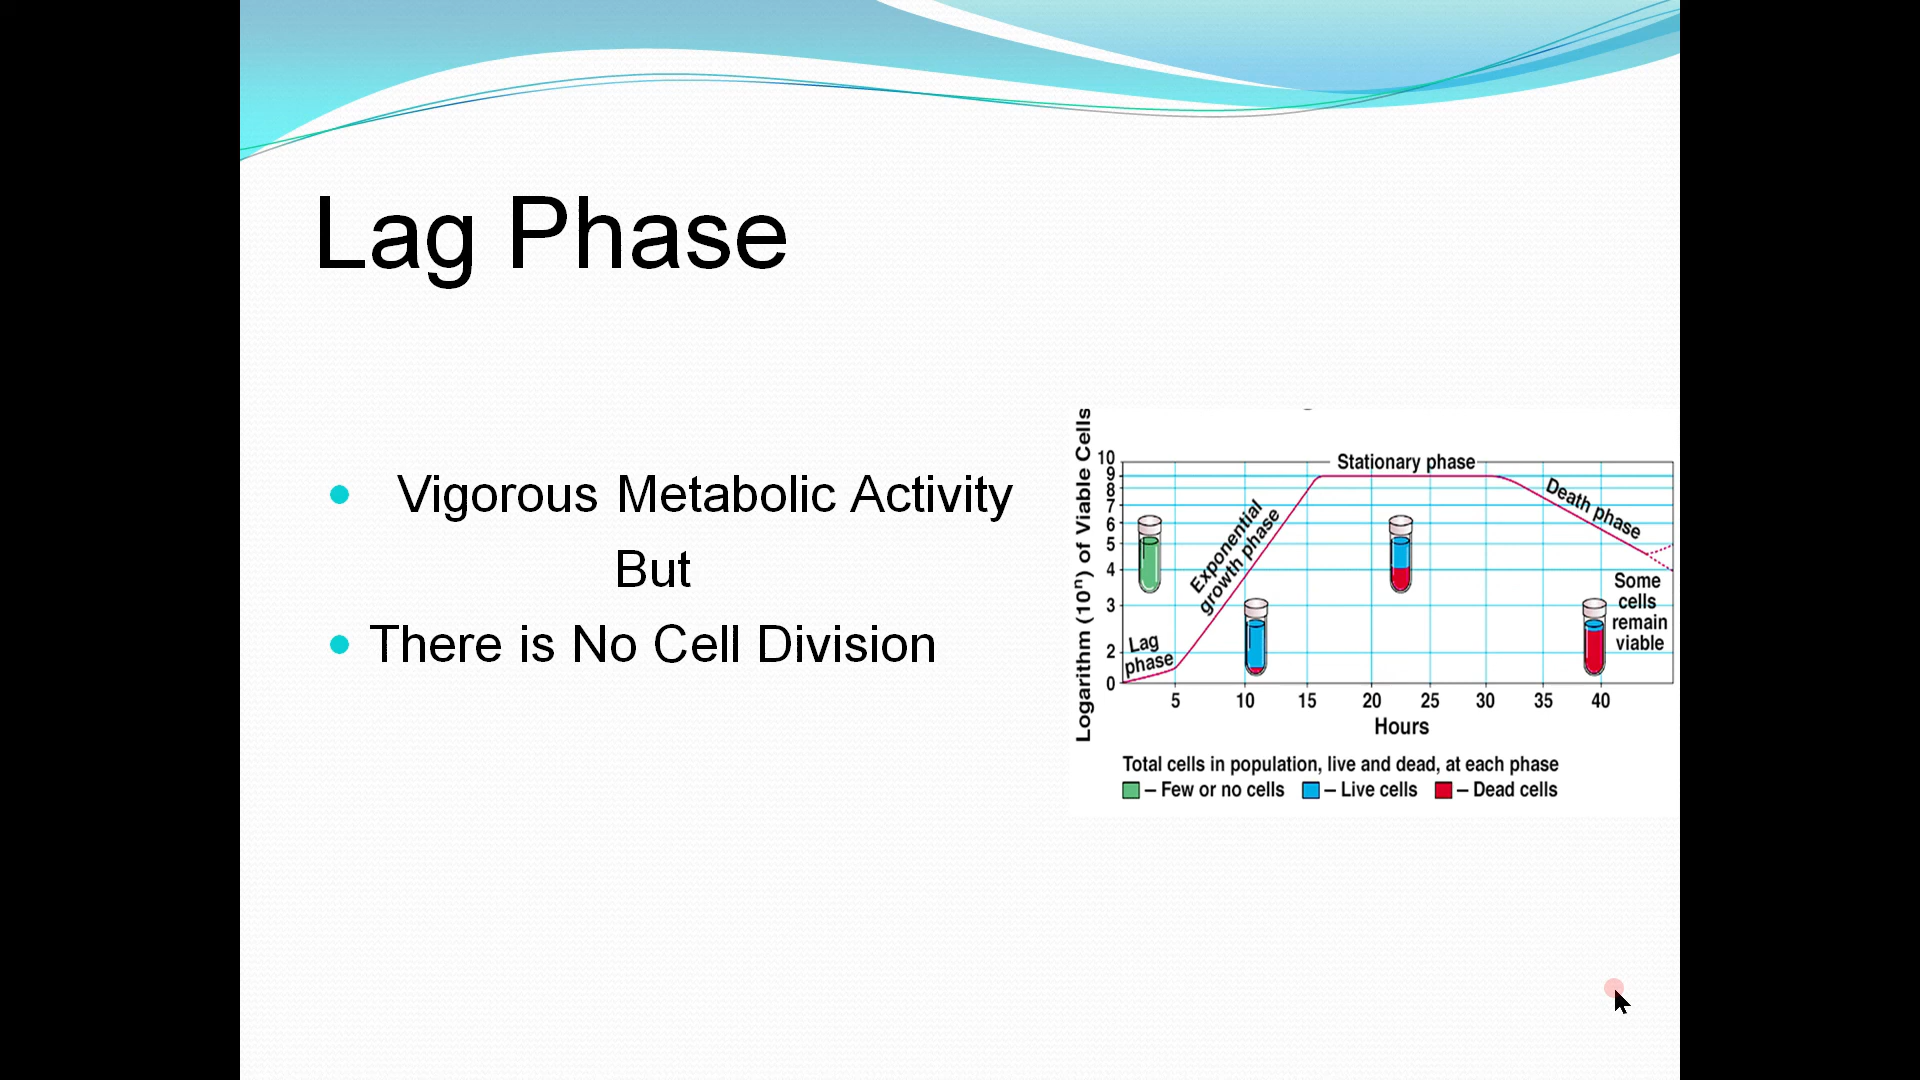 Lag Phase
Vigorous Metabolic Activity
But
There is No Cell Division
Logarithm (10ⁿ) of Viable Cells
10
9
8
7
6
5
4
3
2
0
Lag
phase
Exponential
growth phase
Stationary phase
Death phase
Some
cells
remain
viable
5 10 15 20 25 30 35 40
Hours
Total cells in population, live and dead, at each phase
– Few or no cells – Live cells – Dead cells